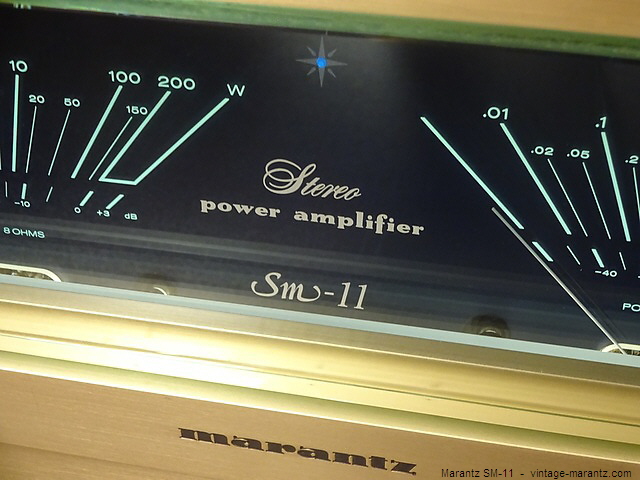 10 20 50 100 150 200 W
-10 0 +3 dB
8 OHMS
.01 .02 .05 .1
-40
Stereo
power amplifier
Sm-11
marantz
Marantz SM-11 - vintage-marantz.com